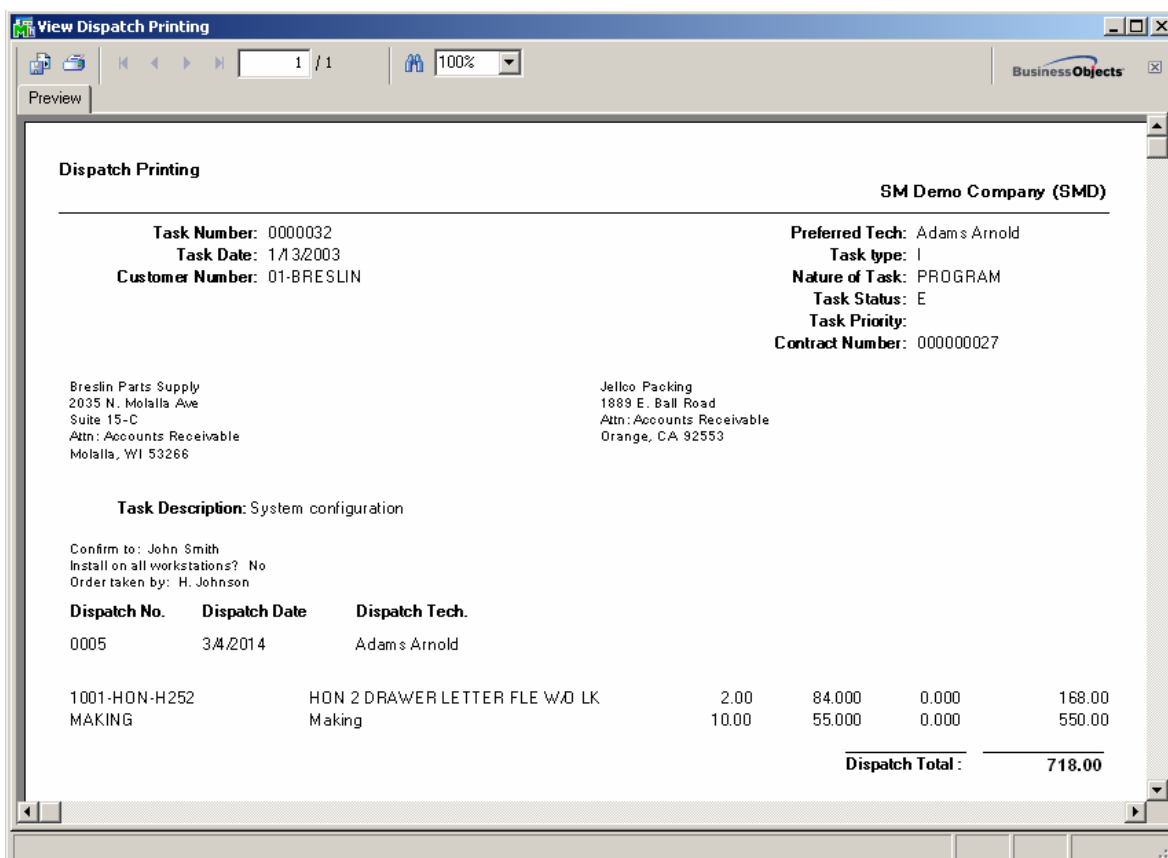 View Dispatch Printing
1 / 1 100% BusinessObjects
Preview
Dispatch Printing
SM Demo Company (SMD)
Task Number: 0000032 Preferred Tech: Adams Arnold
Task Date: 1/13/2003 Task type: I
Customer Number: 01-BRESLIN Nature of Task: PROGRAM
Task Status: E
Task Priority:
Contract Number: 000000027
Breslin Parts Supply
2035 N. Molalla Ave
Suite 15-C
Attn: Accounts Receivable
Molalla, WI 53266
Jellco Packing
1889 E. Ball Road
Attn: Accounts Receivable
Orange, CA 92553
Task Description: System configuration
Confirm to: John Smith
Install on all workstations? No
Order taken by: H. Johnson
Dispatch No. Dispatch Date Dispatch Tech.
0005 3/4/2014 Adams Arnold
1001-HON-H252 HON 2 DRAWER LETTER FLE W/O LK 2.00 84.000 0.000 168.00
MAKING Making 10.00 55.000 0.000 550.00
Dispatch Total : 718.00